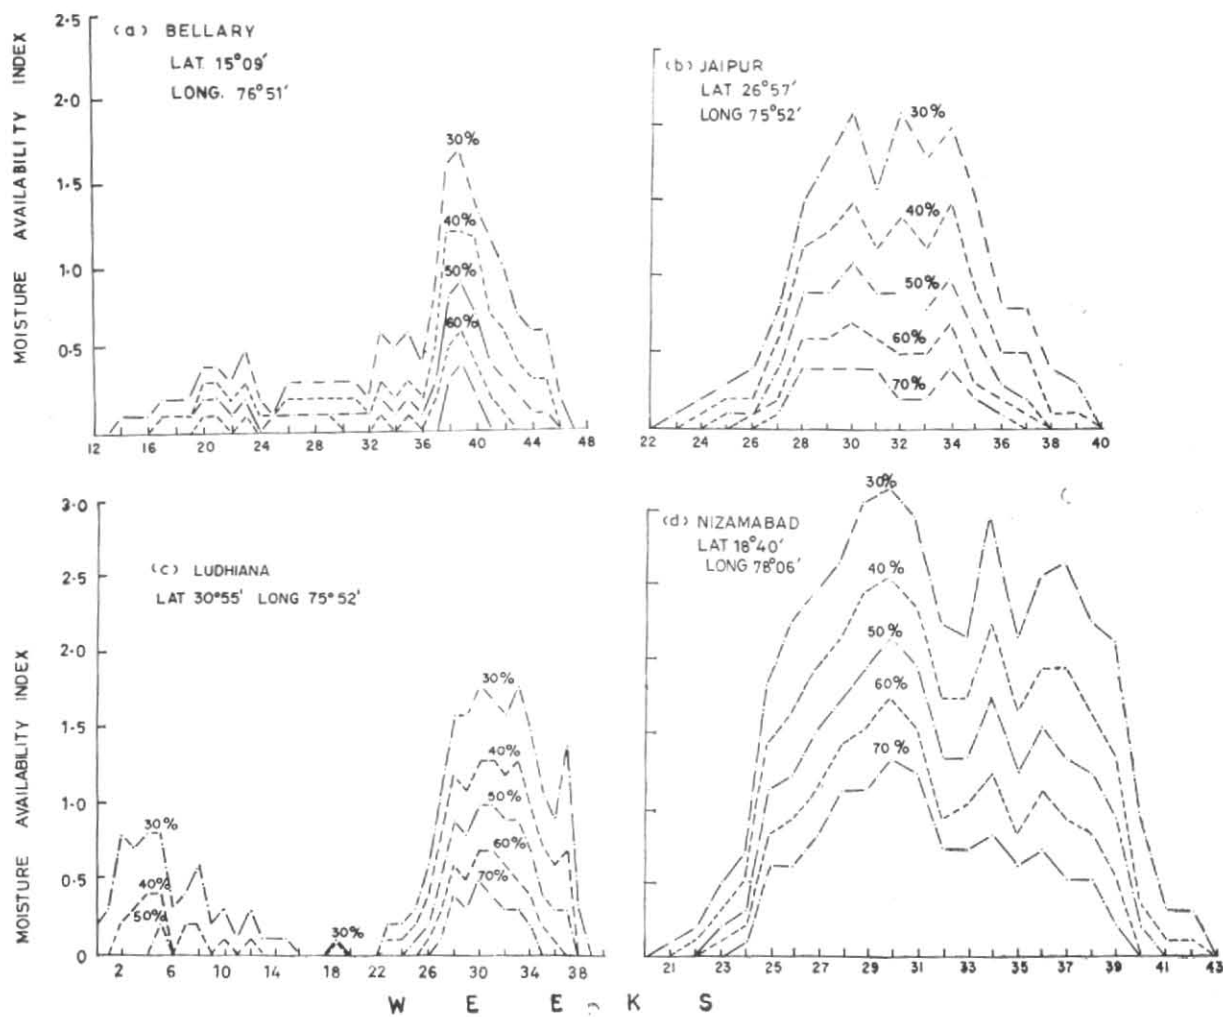 (a) BELLARY
LAT. 15°09′
LONG. 76°51′
MOISTURE AVAILABILITY INDEX
2·5
2·0
1·5
1·0
0·5
30%
40%
50%
60%
12 16 20 24 28 32 36 40 44 48
(b) JAIPUR
LAT 26°57′
LONG 75°52′
30%
40%
50%
60%
70%
22 24 26 28 30 32 34 36 38 40
(c) LUDHIANA
LAT 30°55′ LONG 75°52′
MOISTURE AVAILABILITY INDEX
3·0
2·5
2·0
1·5
1·0
0·5
0
30%
40%
50%
30%
30%
40%
50%
60%
70%
2 6 10 14 18 22 26 30 34 38
(d) NIZAMABAD
LAT 18°40′
LONG 78°06′
30%
40%
50%
60%
70%
21 23 25 27 29 31 33 35 37 39 41 43
WEEKS